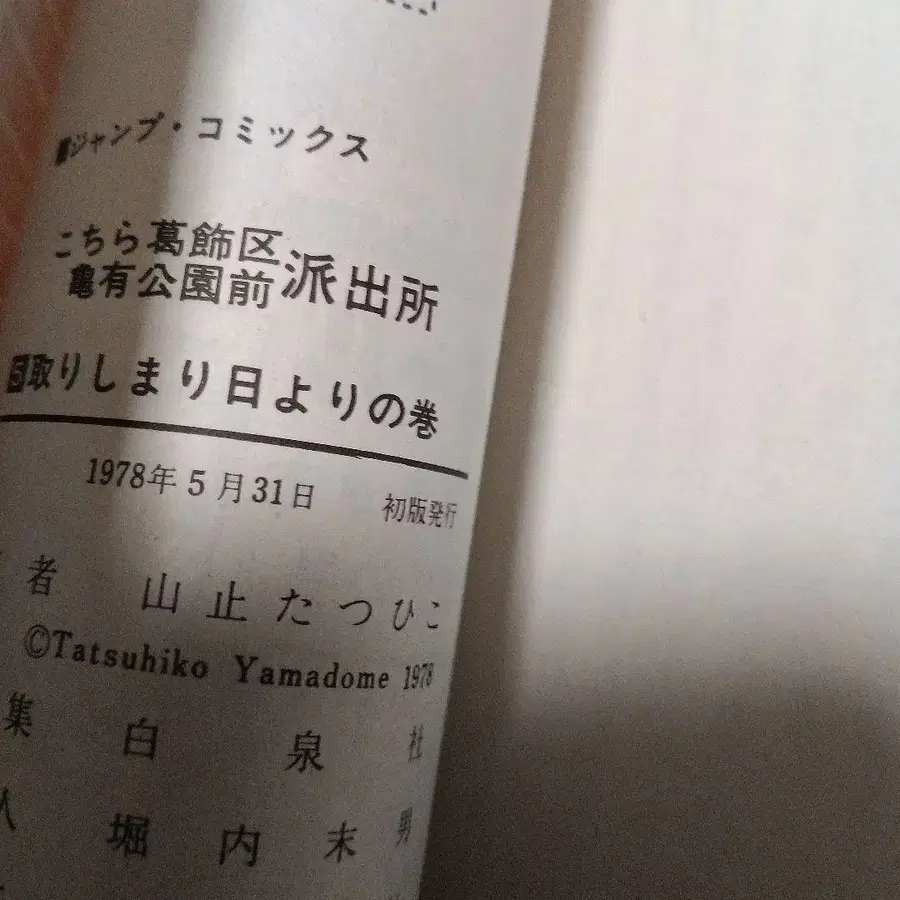 ■ジャンプ・コミックス
こちら葛飾区
亀有公園前派出所
取りしまり日よりの巻
1978年5月31日 初版発行
者 山止たつひこ
©Tatsuhiko Yamadome 1978
集 白泉社
人 堀内末男